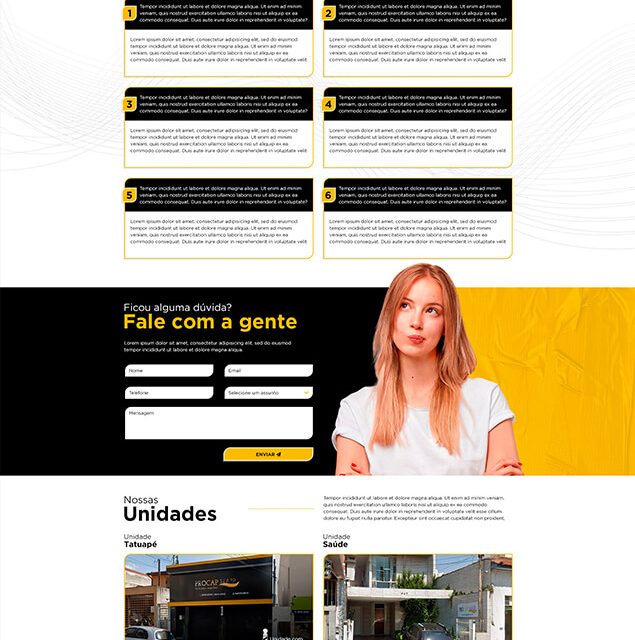 1
Tempor incididunt ut labore et dolore magna aliqua. Ut enim ad minim
veniam, quis nostrud exercitation ullamco laboris nisi ut aliquip ex ea
commodo consequat. Duis aute irure dolor in reprehenderit in voluptate?
Lorem ipsum dolor sit amet, consectetur adipisicing elit, sed do eiusmod
tempor incididunt ut labore et dolore magna aliqua. Ut enim ad minim
veniam, quis nostrud exercitation ullamco laboris nisi ut aliquip ex ea
commodo consequat. Duis aute irure dolor in reprehenderit in voluptate velit
2
Tempor incididunt ut labore et dolore magna aliqua. Ut enim ad minim
veniam, quis nostrud exercitation ullamco laboris nisi ut aliquip ex ea
commodo consequat. Duis aute irure dolor in reprehenderit in voluptate?
Lorem ipsum dolor sit amet, consectetur adipisicing elit, sed do eiusmod
tempor incididunt ut labore et dolore magna aliqua. Ut enim ad minim
veniam, quis nostrud exercitation ullamco laboris nisi ut aliquip ex ea
commodo consequat. Duis aute irure dolor in reprehenderit in voluptate velit
3
Tempor incididunt ut labore et dolore magna aliqua. Ut enim ad minim
veniam, quis nostrud exercitation ullamco laboris nisi ut aliquip ex ea
commodo consequat. Duis aute irure dolor in reprehenderit in voluptate?
Lorem ipsum dolor sit amet, consectetur adipisicing elit, sed do eiusmod
tempor incididunt ut labore et dolore magna aliqua. Ut enim ad minim
veniam, quis nostrud exercitation ullamco laboris nisi ut aliquip ex ea
commodo consequat. Duis aute irure dolor in reprehenderit in voluptate velit
4
Tempor incididunt ut labore et dolore magna aliqua. Ut enim ad minim
veniam, quis nostrud exercitation ullamco laboris nisi ut aliquip ex ea
commodo consequat. Duis aute irure dolor in reprehenderit in voluptate?
Lorem ipsum dolor sit amet, consectetur adipisicing elit, sed do eiusmod
tempor incididunt ut labore et dolore magna aliqua. Ut enim ad minim
veniam, quis nostrud exercitation ullamco laboris nisi ut aliquip ex ea
commodo consequat. Duis aute irure dolor in reprehenderit in voluptate velit
5
Tempor incididunt ut labore et dolore magna aliqua. Ut enim ad minim
veniam, quis nostrud exercitation ullamco laboris nisi ut aliquip ex ea
commodo consequat. Duis aute irure dolor in reprehenderit in voluptate?
Lorem ipsum dolor sit amet, consectetur adipisicing elit, sed do eiusmod
tempor incididunt ut labore et dolore magna aliqua. Ut enim ad minim
veniam, quis nostrud exercitation ullamco laboris nisi ut aliquip ex ea
commodo consequat. Duis aute irure dolor in reprehenderit in voluptate velit
6
Tempor incididunt ut labore et dolore magna aliqua. Ut enim ad minim
veniam, quis nostrud exercitation ullamco laboris nisi ut aliquip ex ea
commodo consequat. Duis aute irure dolor in reprehenderit in voluptate?
Lorem ipsum dolor sit amet, consectetur adipisicing elit, sed do eiusmod
tempor incididunt ut labore et dolore magna aliqua. Ut enim ad minim
veniam, quis nostrud exercitation ullamco laboris nisi ut aliquip ex ea
commodo consequat. Duis aute irure dolor in reprehenderit in voluptate velit
Ficou alguma dúvida?
Fale com a gente
Lorem ipsum dolor sit amet, consectetur adipisicing elit, sed do eiusmod
tempor incididunt ut labore et dolore magna aliqua.
Nome
Email
Telefone
Selecione um assunto
Mensagem
ENVIAR
Nossas
Unidades
Tempor incididunt ut labore et dolore magna aliqua. Ut enim ad minim veniam,
quis nostrud exercitation ullamco laboris nisi ut aliquip ex ea commodo
consequat. Duis aute irure dolor in reprehenderit in voluptate velit esse cillum
dolore eu fugiat nulla pariatur. Excepteur sint occaecat cupidatat non proident,
Unidade
Tatuapé
Unidade
Saúde
PROCAP
Unidade com